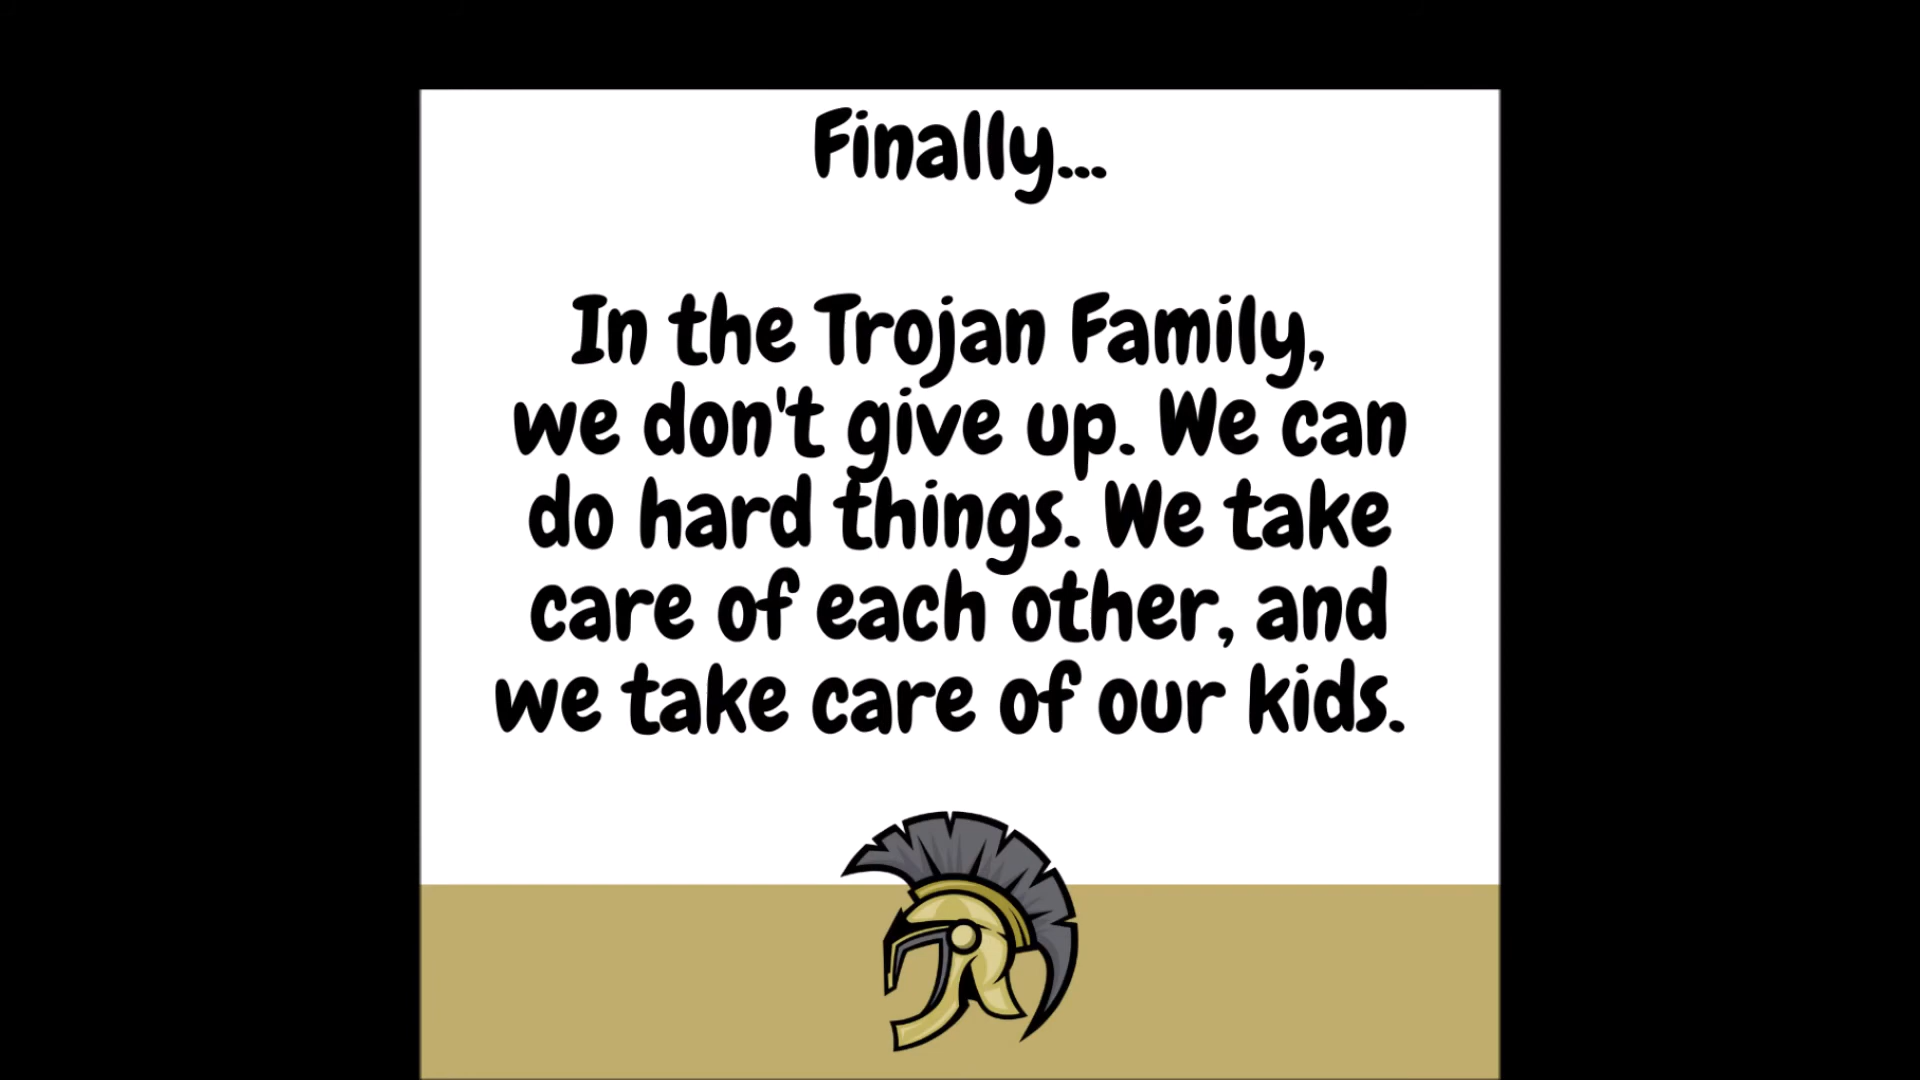 Finally...
In the Trojan Family,
we don't give up. We can
do hard things. We take
care of each other, and
we take care of our kids.